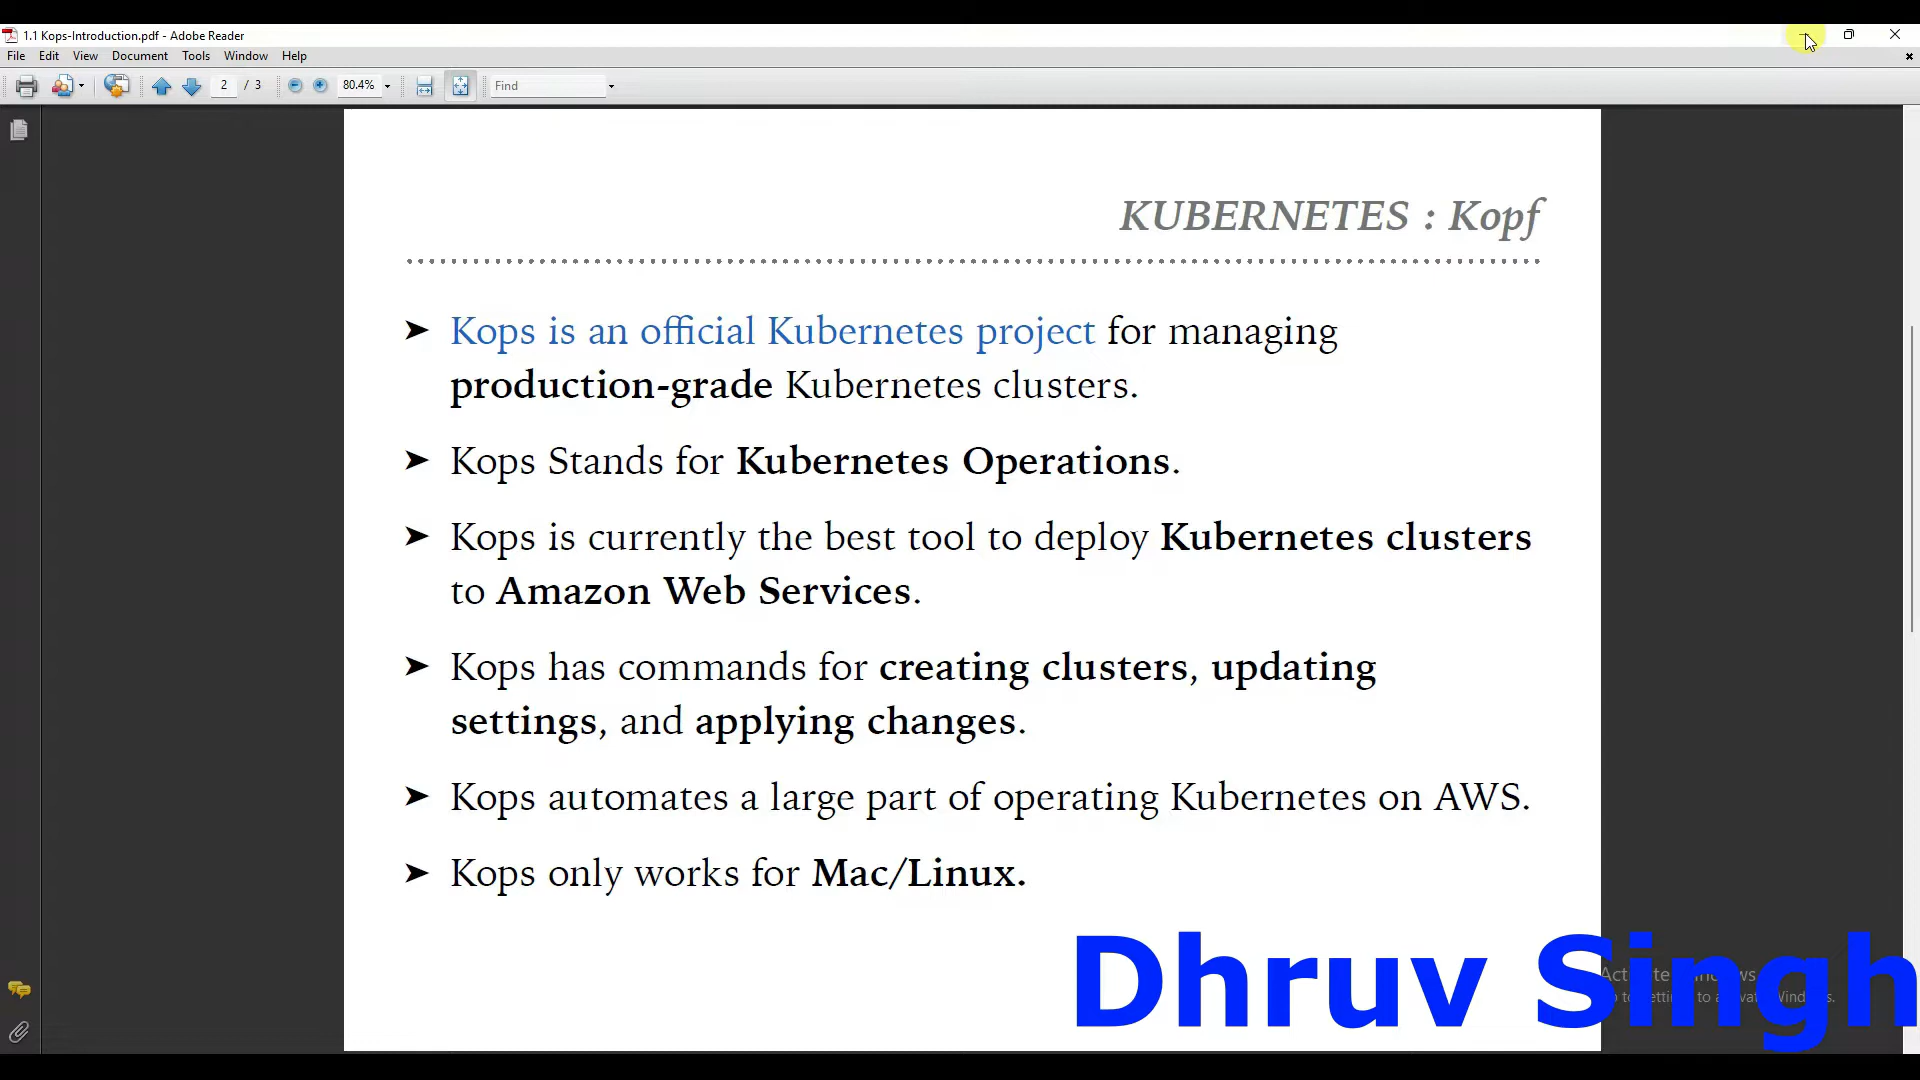 1.1 Kops-Introduction.pdf - Adobe Reader
File Edit View Document Tools Window Help
2 / 3 80.4% Find
KUBERNETES : Kopf
➤ Kops is an official Kubernetes project for managing
production-grade Kubernetes clusters.
➤ Kops Stands for Kubernetes Operations.
➤ Kops is currently the best tool to deploy Kubernetes clusters
to Amazon Web Services.
➤ Kops has commands for creating clusters, updating
settings, and applying changes.
➤ Kops automates a large part of operating Kubernetes on AWS.
➤ Kops only works for Mac/Linux.
Dhruv Singh